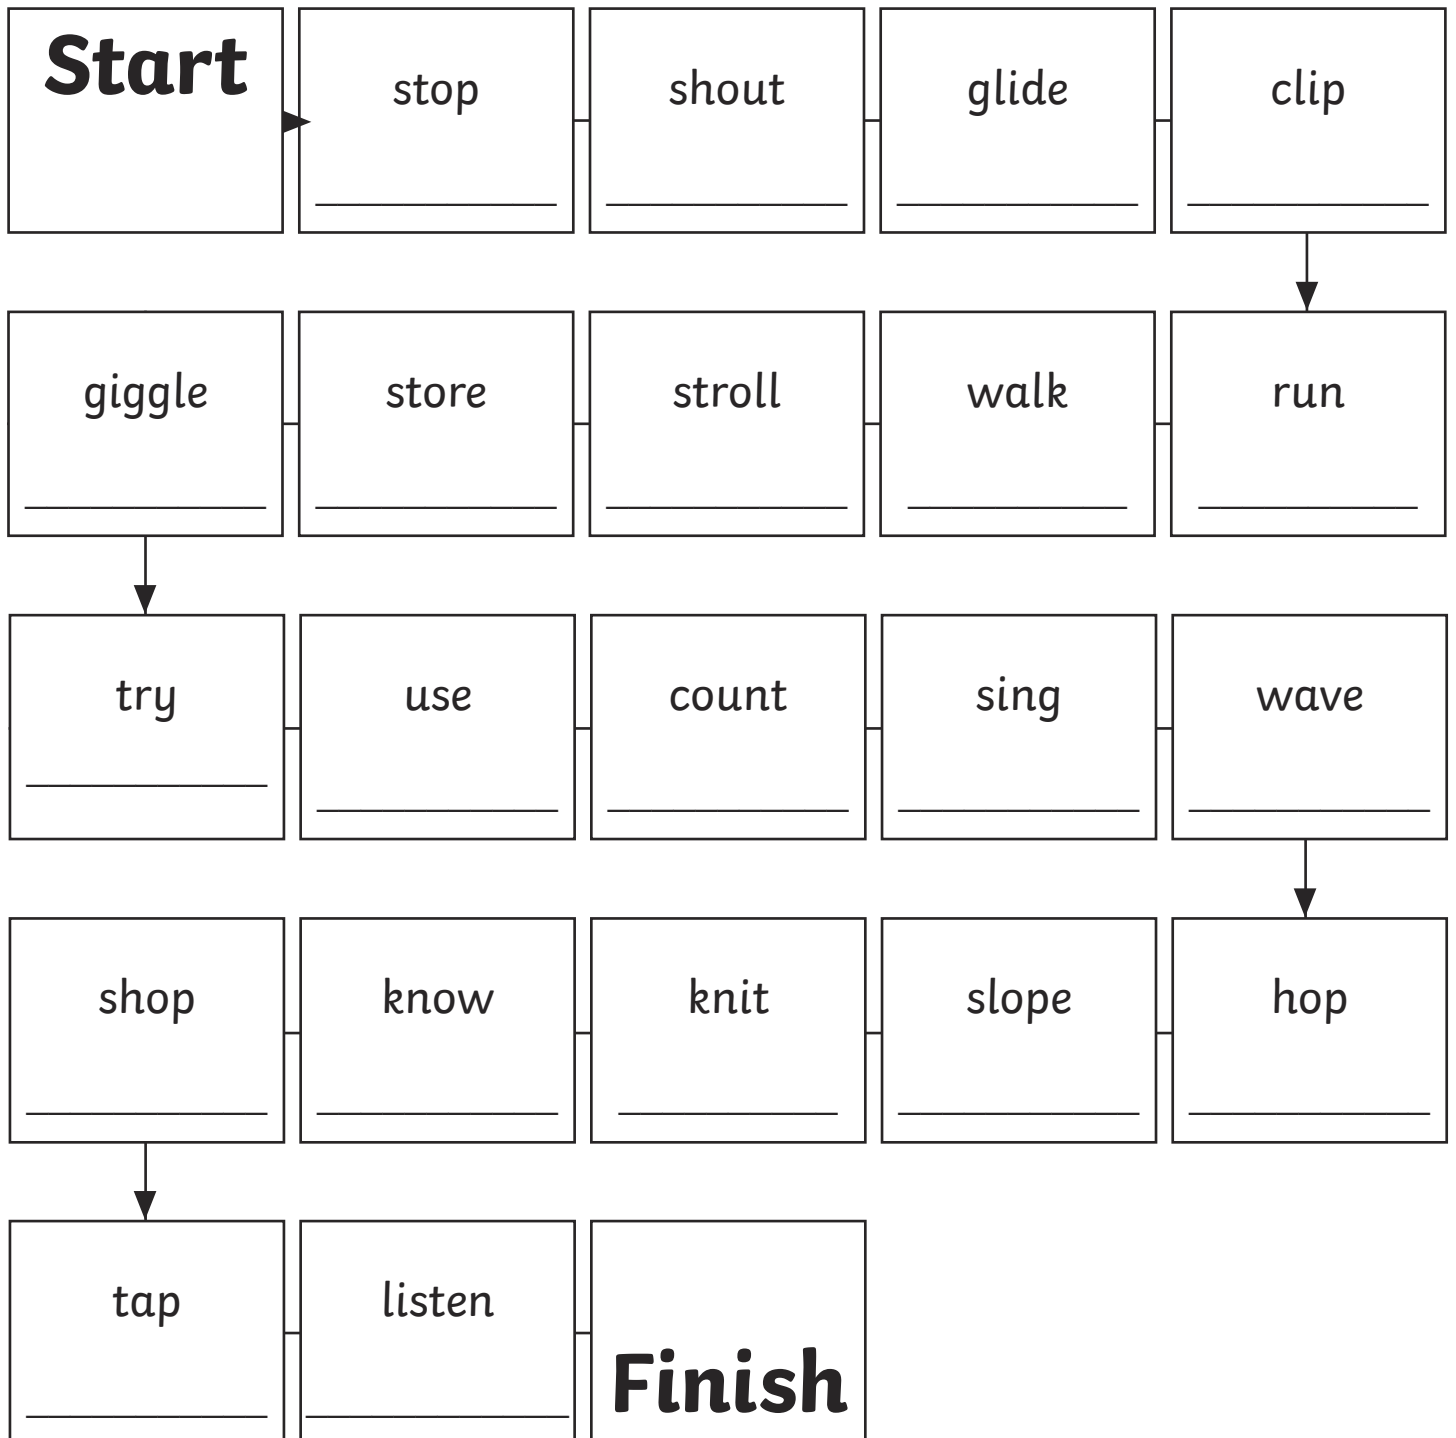 Start
stop
shout
glide
clip
giggle
store
stroll
walk
run
try
use
count
sing
wave
shop
know
knit
slope
hop
tap
listen
Finish